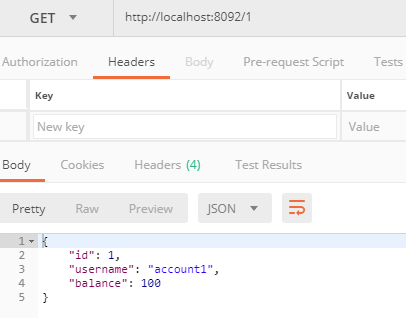 GET http://localhost:8092/1
Authorization Headers Body Pre-request Script Tests
Key Value
New key Value
Body Cookies Headers (4) Test Results
Pretty Raw Preview JSON
1 {
2 "id": 1,
3 "username": "account1",
4 "balance": 100
5 }